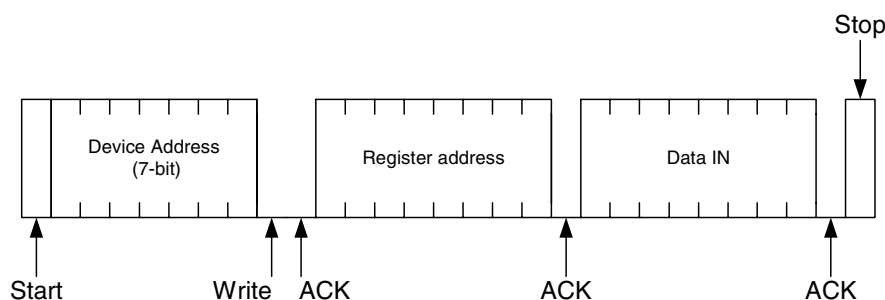 Stop
Device Address
(7-bit)
Register address
Data IN
Start
Write
ACK
ACK
ACK